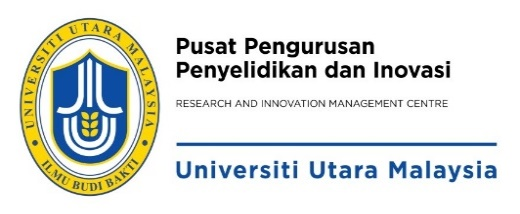 UNIVERSITI UTARA MALAYSIA
ILMU BUDI BAKTI
Pusat Pengurusan
Penyelidikan dan Inovasi
RESEARCH AND INNOVATION MANAGEMENT CENTRE
Universiti Utara Malaysia